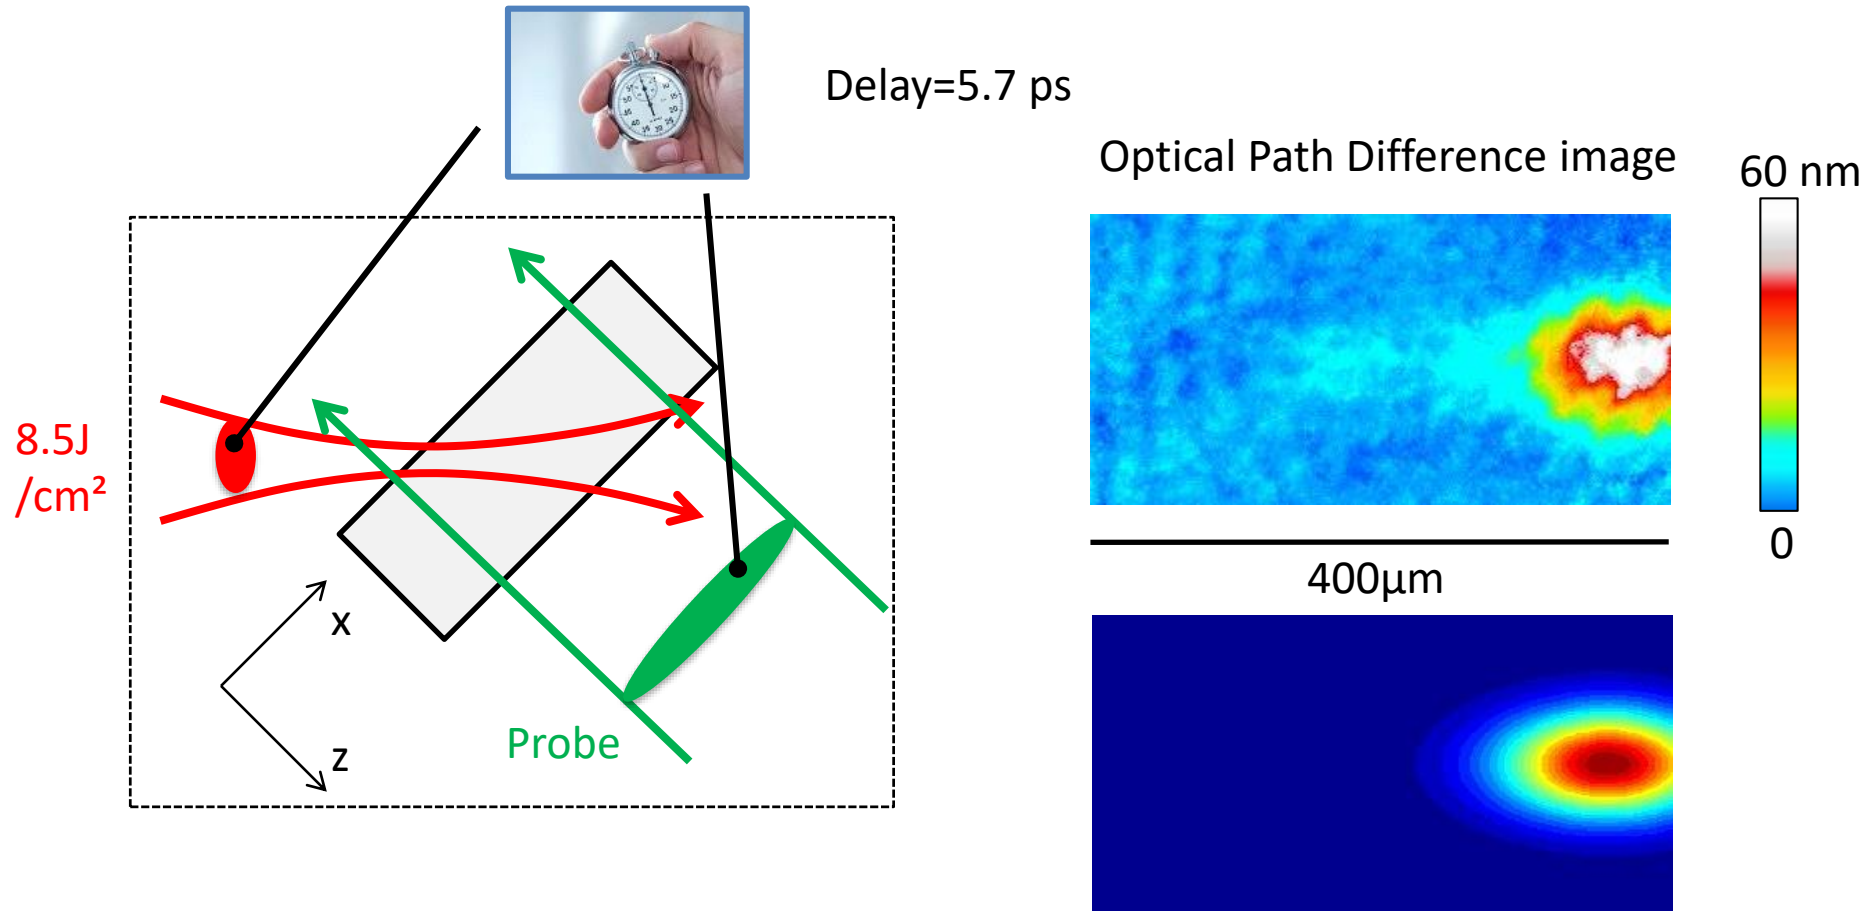 Delay=5.7 ps
Optical Path Difference image
60 nm
8.5J
/cm²
0
400µm
x
Probe
z